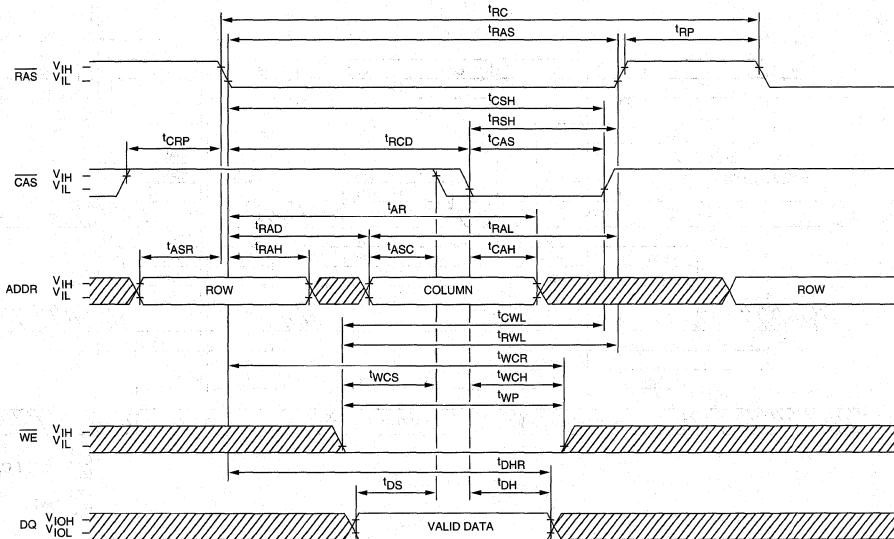 tRC
tRAS
tRP
RAS VIH
VIL
tCSH
tRSH
tCRP
tRCD
tCAS
CAS VIH
VIL
tAR
tRAD
tRAL
tASR
tRAH
tASC
tCAH
ADDR VIH
VIL
ROW
COLUMN
ROW
tCWL
tRWL
tWCR
tWCS
tWCH
tWP
WE VIH
VIL
tDHR
tDS
tDH
DQ VIOH
VIOL
VALID DATA